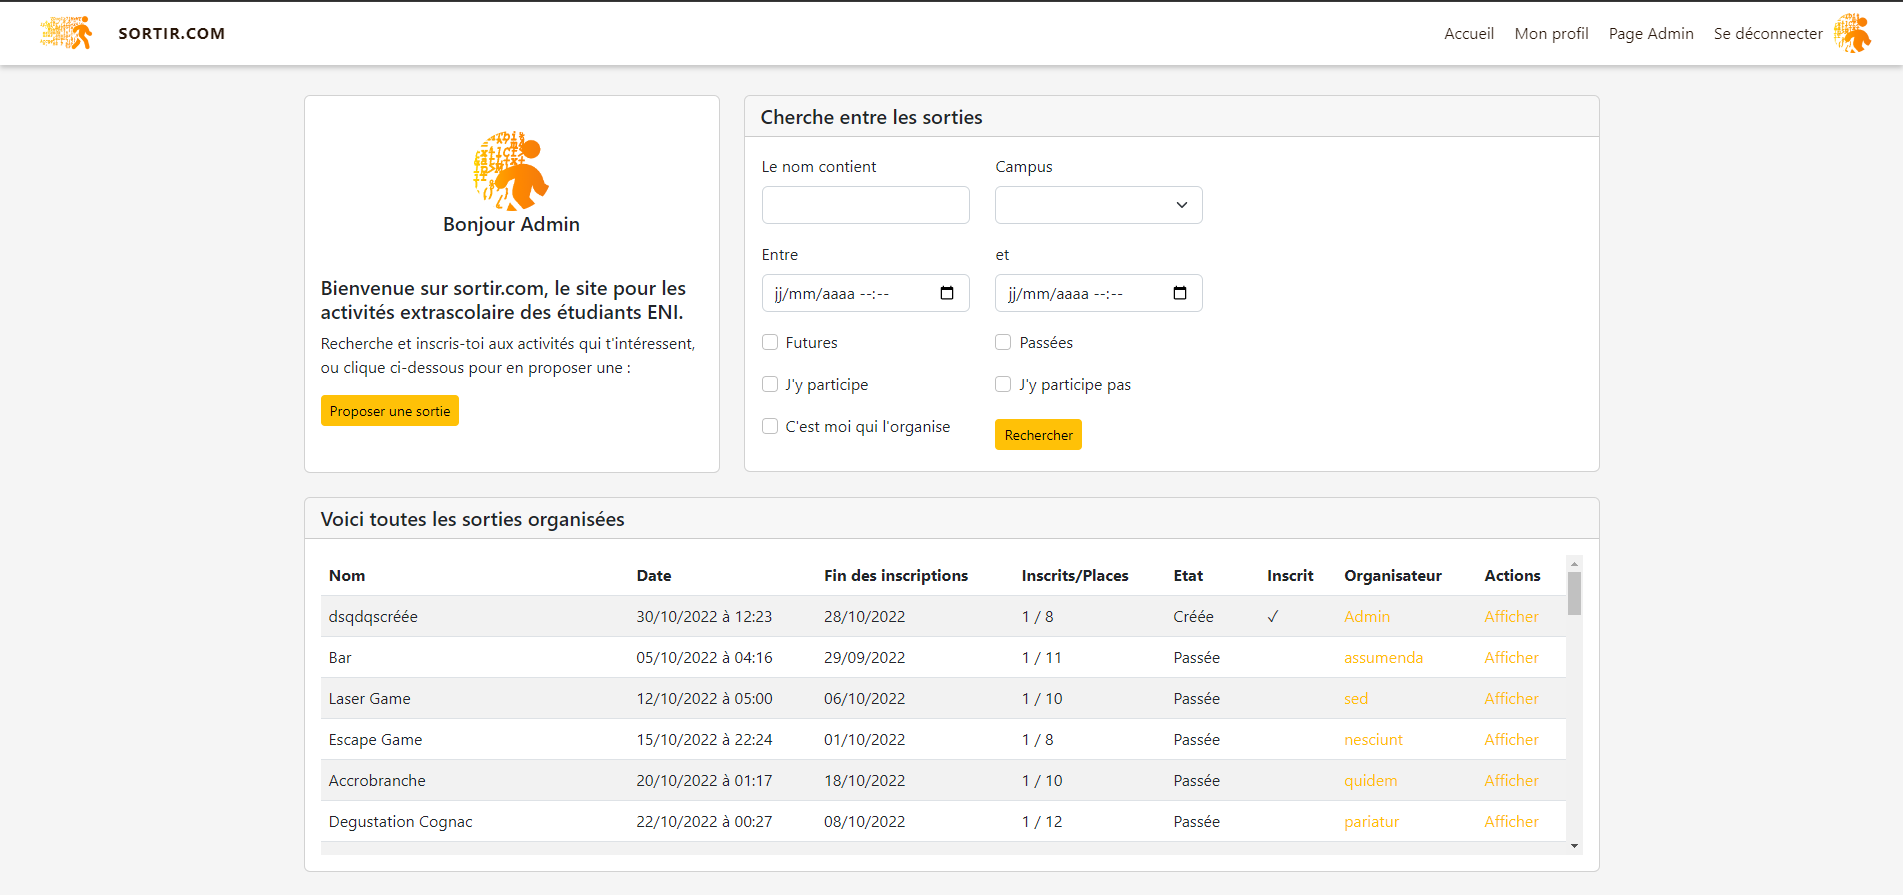 SORTIR.COM
Accueil Mon profil Page Admin Se déconnecter
Bonjour Admin
Bienvenue sur sortir.com, le site pour les
activités extrascolaire des étudiants ENI.
Recherche et inscris-toi aux activités qui t'intéressent,
ou clique ci-dessous pour en proposer une :
Proposer une sortie
Cherche entre les sorties
Le nom contient Campus
Entre et
jj/mm/aaaa --:-- jj/mm/aaaa --:--
Futures Passées
J'y participe J'y participe pas
C'est moi qui l'organise Rechercher
Voici toutes les sorties organisées
Nom Date Fin des inscriptions Inscrits/Places Etat Inscrit Organisateur Actions
dsqdqscréée 30/10/2022 à 12:23 28/10/2022 1 / 8 Créée ✓ Admin Afficher
Bar 05/10/2022 à 04:16 29/09/2022 1 / 11 Passée assumenda Afficher
Laser Game 12/10/2022 à 05:00 06/10/2022 1 / 10 Passée sed Afficher
Escape Game 15/10/2022 à 22:24 01/10/2022 1 / 8 Passée nesciunt Afficher
Accrobranche 20/10/2022 à 01:17 18/10/2022 1 / 10 Passée quidem Afficher
Degustation Cognac 22/10/2022 à 00:27 08/10/2022 1 / 12 Passée pariatur Afficher